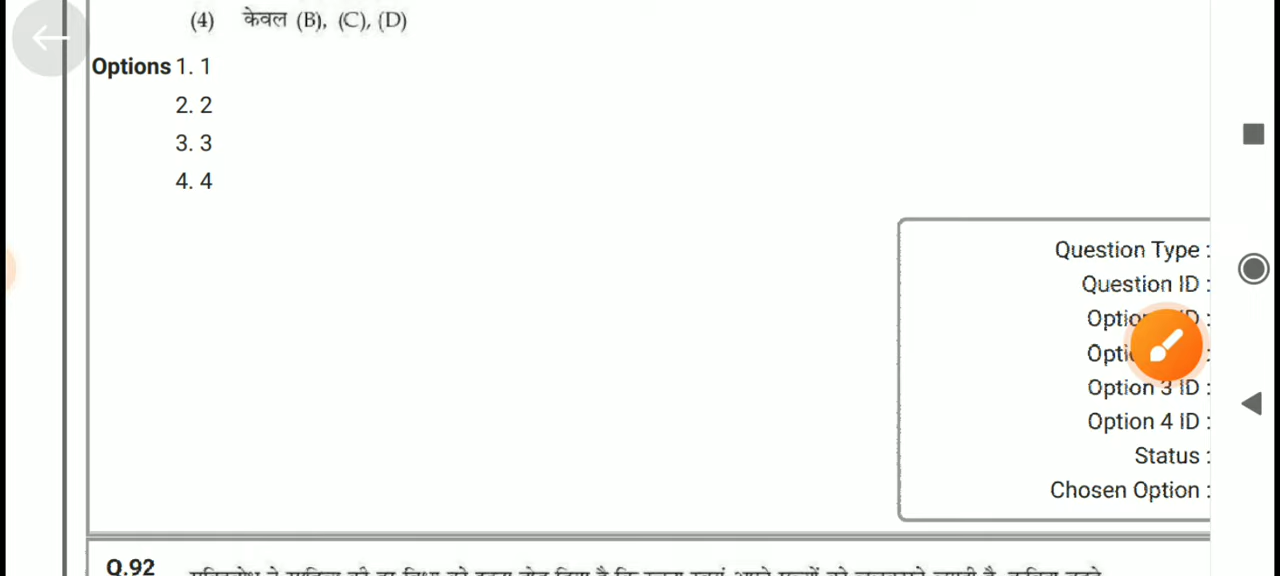 (4) केवल (B), (C), (D)
Options 1. 1
2. 2
3. 3
4. 4
Question Type :
Question ID :
Option 3 ID :
Option 4 ID :
Status :
Chosen Option :
Q.92